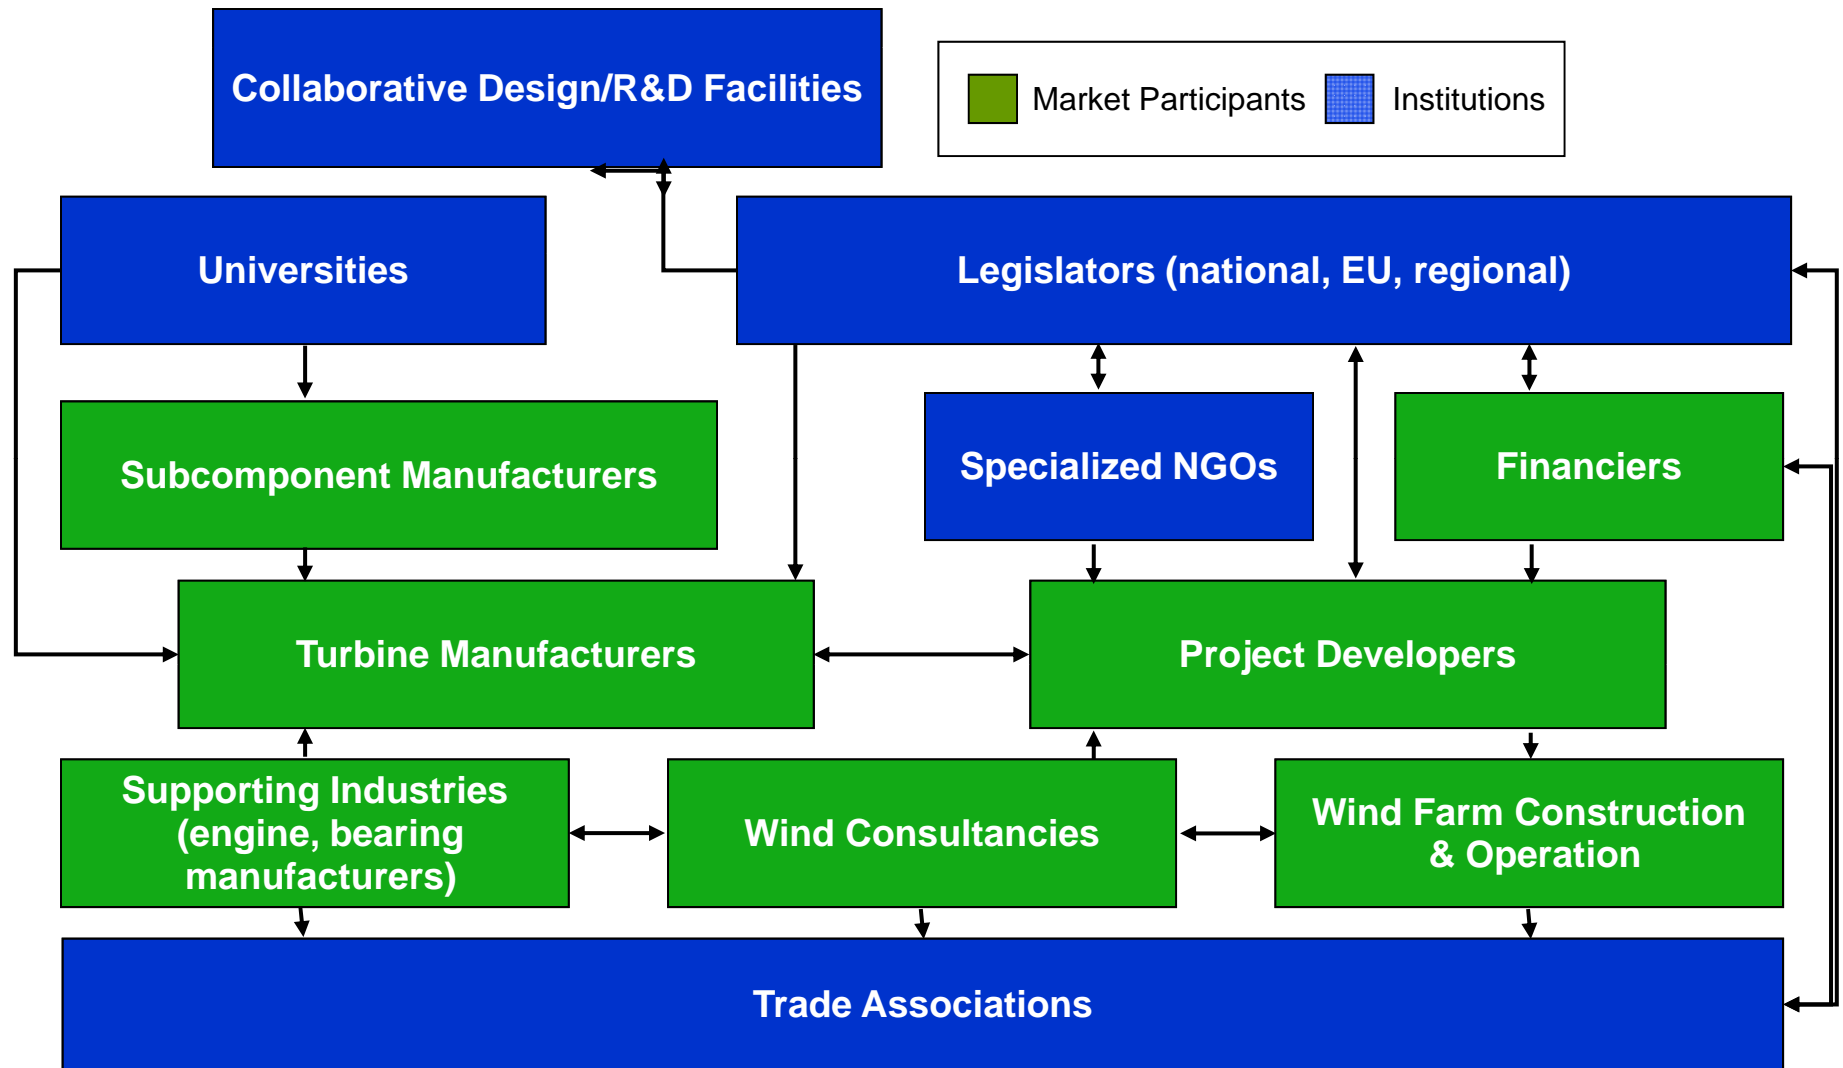 Collaborative Design/R&D Facilities
Market Participants
Institutions
Universities
Legislators (national, EU, regional)
Subcomponent Manufacturers
Specialized NGOs
Financiers
Turbine Manufacturers
Project Developers
Supporting Industries
(engine, bearing
manufacturers)
Wind Consultancies
Wind Farm Construction
& Operation
Trade Associations